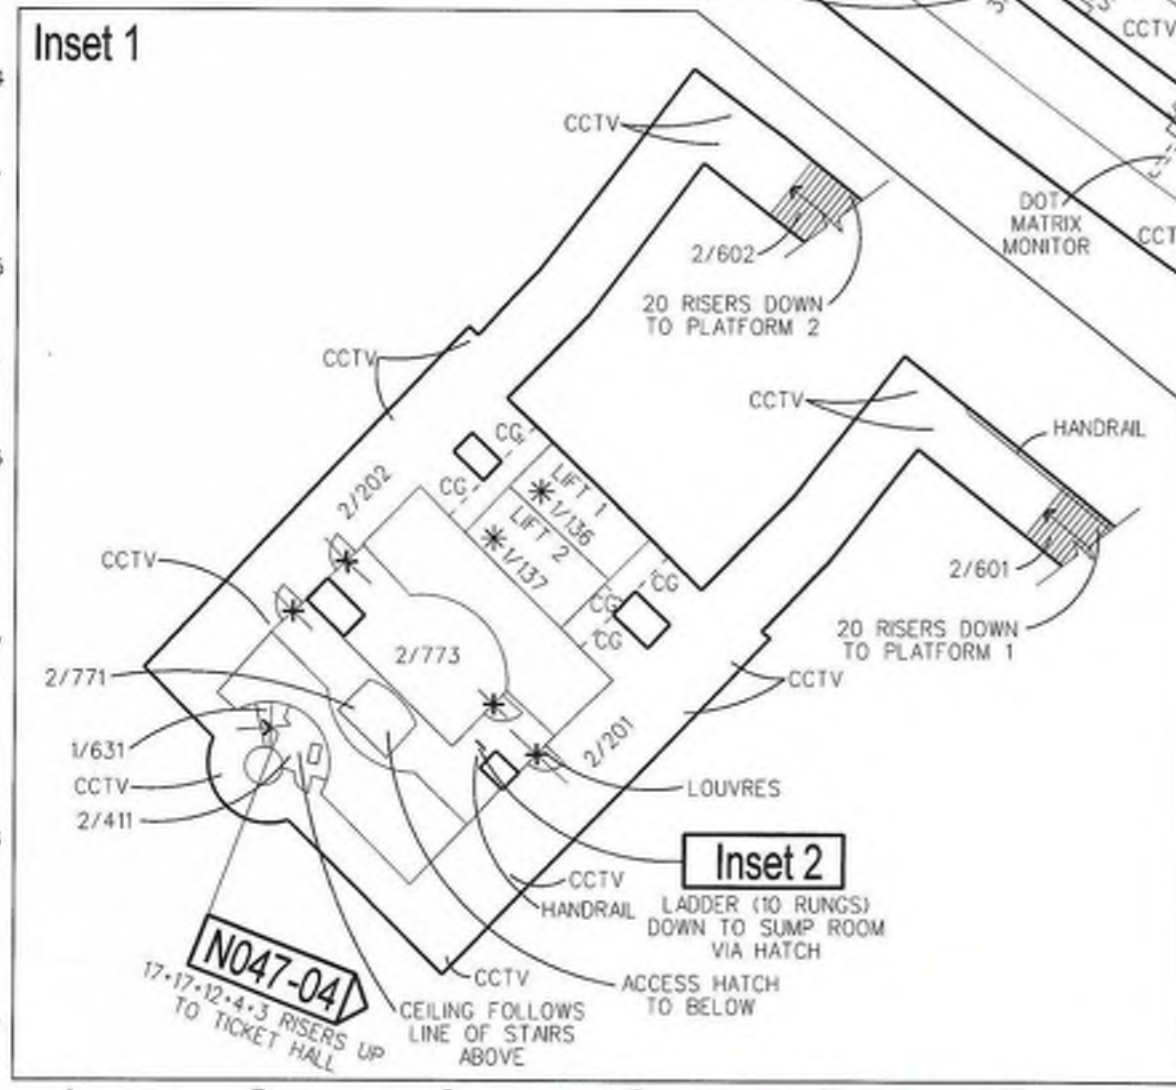 Inset 1
CCTV
CCTV
DOT
MATRIX
MONITOR
2/602
20 RISERS DOWN
TO PLATFORM 2
CCTV
CCTV
HANDRAIL
CG
CG
2/202
LIFT 1
1/136
LIFT 2
1/137
CCTV
2/601
CG
CG
CG
20 RISERS DOWN
TO PLATFORM 1
2/773
2/771
CCTV
2/201
1/631
CCTV
2/411
LOUVRES
Inset 2
CCTV
HANDRAIL
LADDER (10 RUNGS)
DOWN TO SUMP ROOM
VIA HATCH
N047-04
17+17+12+4+3 RISERS UP
TO TICKET HALL
CCTV
ACCESS HATCH
TO BELOW
CEILING FOLLOWS
LINE OF STAIRS
ABOVE